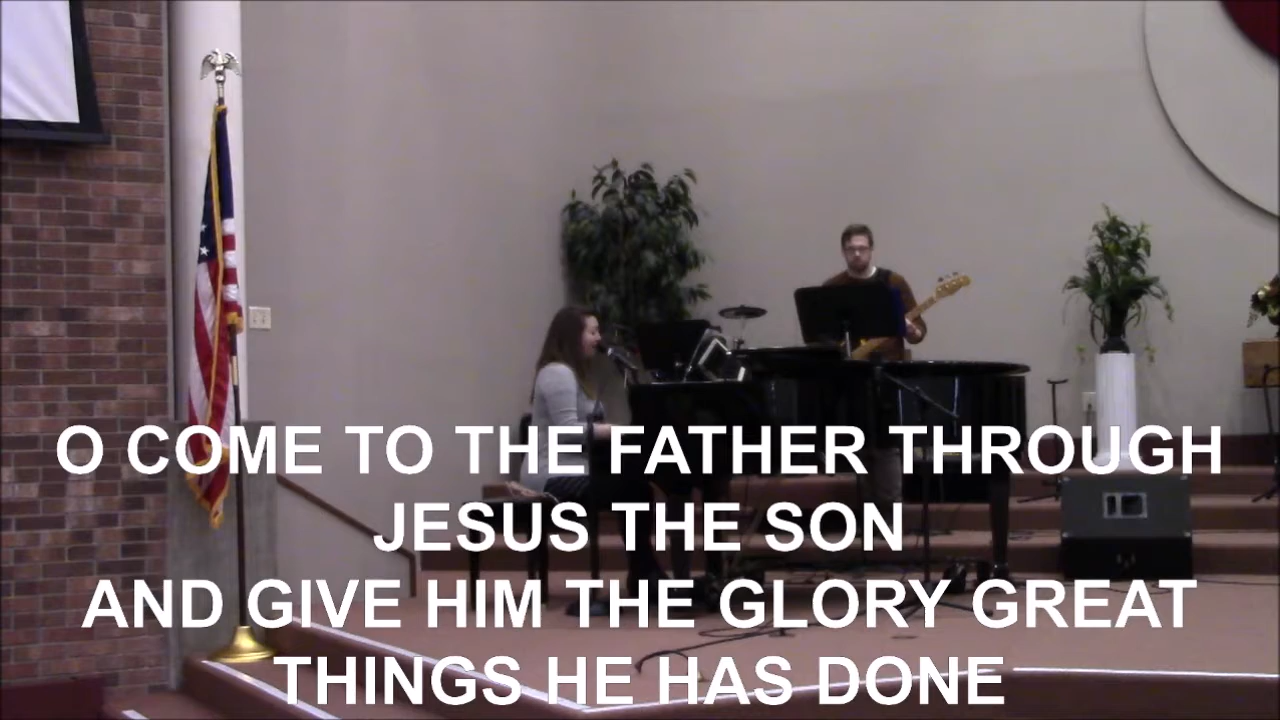 O COME TO THE FATHER THROUGH
JESUS THE SON
AND GIVE HIM THE GLORY GREAT
THINGS HE HAS DONE